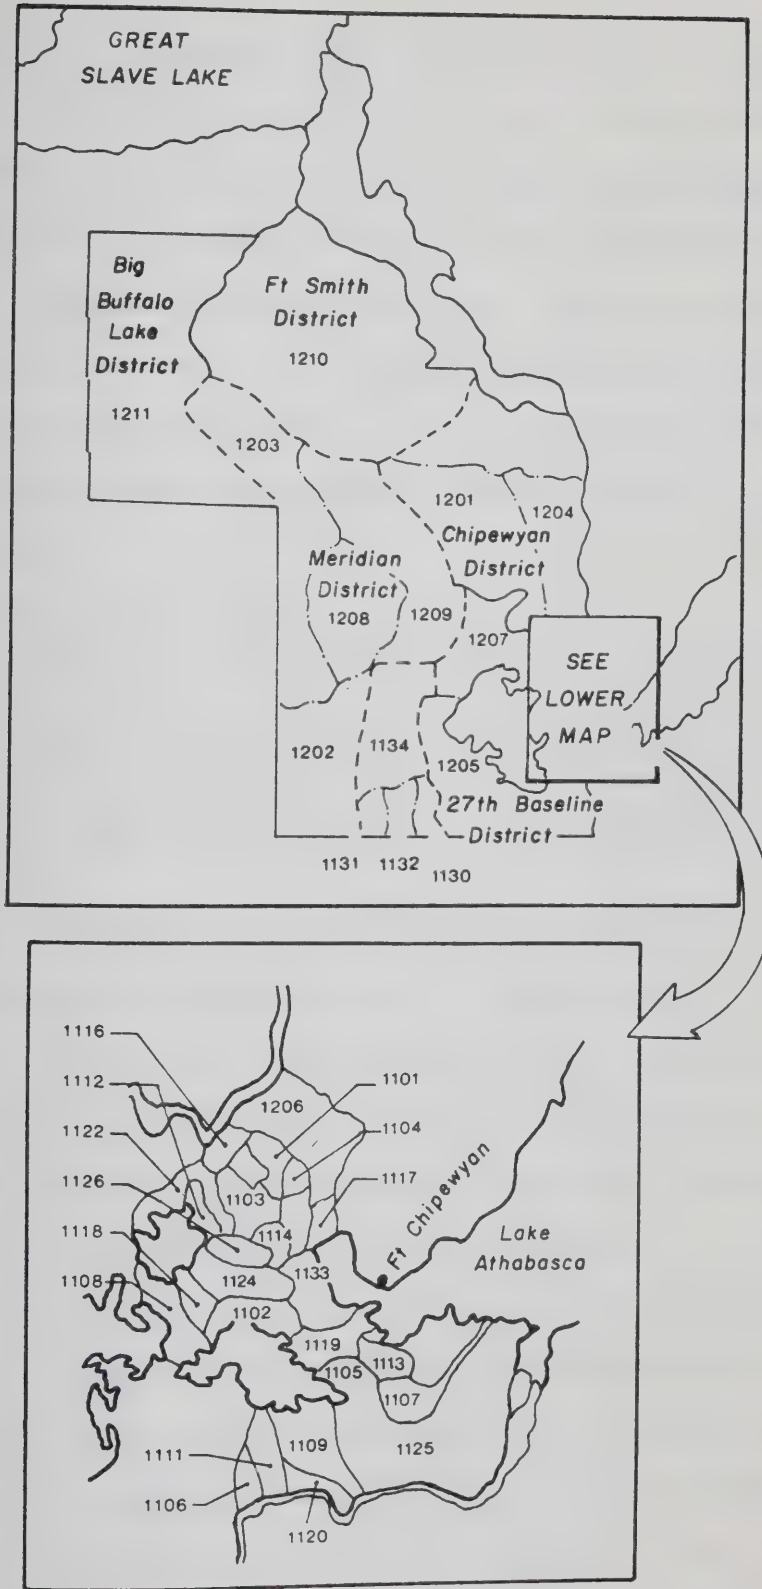 GREAT
SLAVE LAKE
Big
Buffalo
Lake
District
1211
Ft Smith
District
1210
1203
1201
1204
Chipewyan
District
Meridian
District
1208
1209
1207
SEE
LOWER
MAP
1202
1134
1205
27th Baseline
District
1131
1132
1130
1116
1112
1122
1126
1118
1108
1101
1104
1117
1206
1103
1114
1133
1124
1102
1119
1105
1113
1107
1125
1109
1111
1106
1120
Ft Chipewyan
Lake
Athabasca